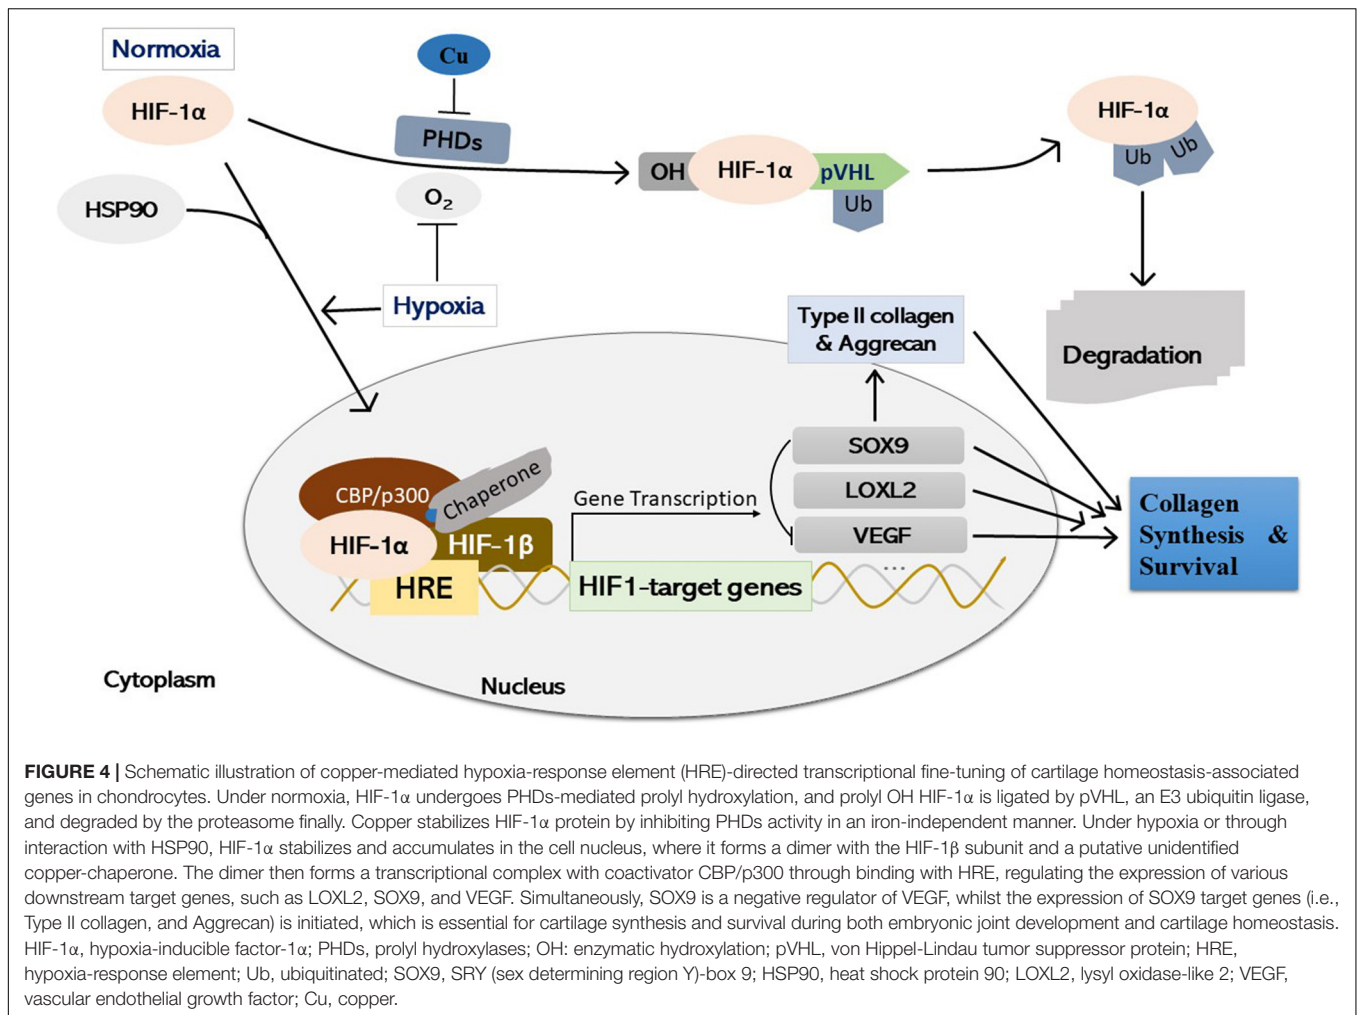 Normoxia
Cu
HIF-1α
PHDs
HIF-1α
Ub
Ub
OH
HIF-1α
pVHL
Ub
HSP90
O₂
Hypoxia
Type II collagen
& Aggrecan
Degradation
SOX9
LOXL2
VEGF
...
CBP/p300
Chaperone
Gene Transcription
HIF-1α
HIF-1β
HRE
HIF1-target genes
Collagen
Synthesis &
Survival
Cytoplasm
Nucleus
FIGURE 4 | Schematic illustration of copper-mediated hypoxia-response element (HRE)-directed transcriptional fine-tuning of cartilage homeostasis-associated
genes in chondrocytes. Under normoxia, HIF-1α undergoes PHDs-mediated prolyl hydroxylation, and prolyl OH HIF-1α is ligated by pVHL, an E3 ubiquitin ligase,
and degraded by the proteasome finally. Copper stabilizes HIF-1α protein by inhibiting PHDs activity in an iron-independent manner. Under hypoxia or through
interaction with HSP90, HIF-1α stabilizes and accumulates in the cell nucleus, where it forms a dimer with the HIF-1β subunit and a putative unidentified
copper-chaperone. The dimer then forms a transcriptional complex with coactivator CBP/p300 through binding with HRE, regulating the expression of various
downstream target genes, such as LOXL2, SOX9, and VEGF. Simultaneously, SOX9 is a negative regulator of VEGF, whilst the expression of SOX9 target genes (i.e.,
Type II collagen, and Aggrecan) is initiated, which is essential for cartilage synthesis and survival during both embryonic joint development and cartilage homeostasis.
HIF-1α, hypoxia-inducible factor-1α; PHDs, prolyl hydroxylases; OH: enzymatic hydroxylation; pVHL, von Hippel-Lindau tumor suppressor protein; HRE,
hypoxia-response element; Ub, ubiquitinated; SOX9, SRY (sex determining region Y)-box 9; HSP90, heat shock protein 90; LOXL2, lysyl oxidase-like 2; VEGF,
vascular endothelial growth factor; Cu, copper.